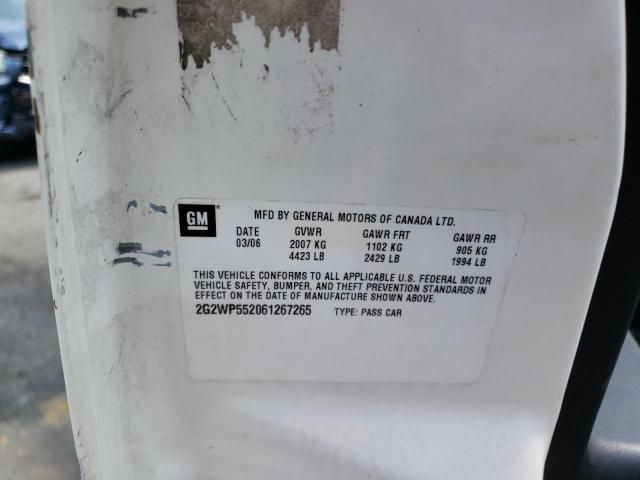 GM
MFD BY GENERAL MOTORS OF CANADA LTD.
DATE GVWR GAWR FRT GAWR RR
03/06 2007 KG 1102 KG 905 KG
4423 LB 2429 LB 1994 LB
THIS VEHICLE CONFORMS TO ALL APPLICABLE U.S. FEDERAL MOTOR
VEHICLE SAFETY, BUMPER, AND THEFT PREVENTION STANDARDS IN
EFFECT ON THE DATE OF MANUFACTURE SHOWN ABOVE.
2G2WP552061267265 TYPE: PASS CAR